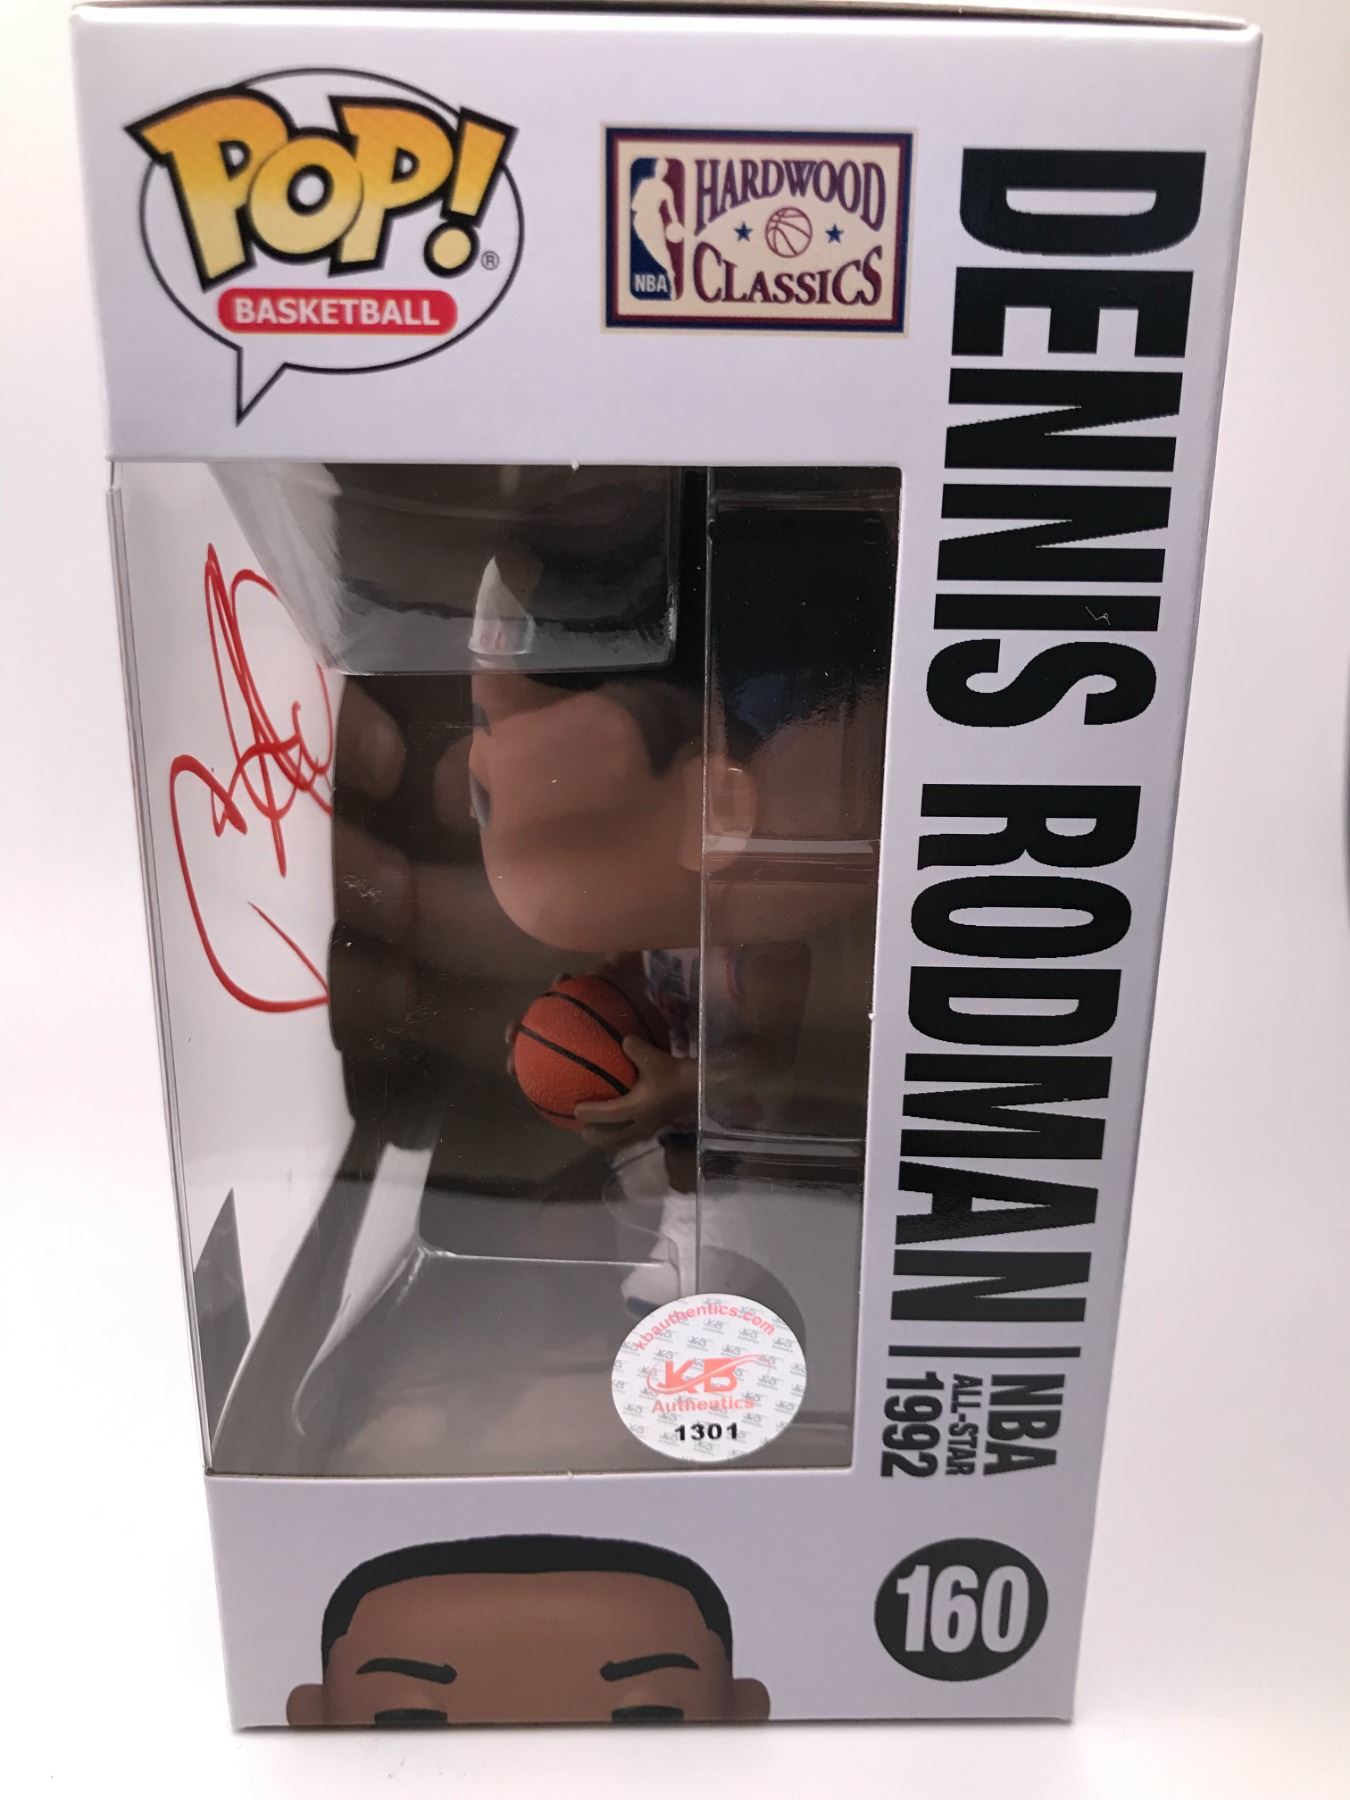 POP! ®
BASKETBALL
HARDWOOD
NBA
CLASSICS
DENNIS RODMAN
NBA
ALL-STAR
1992
kbauthentics.com
KB
Authentics
1301
160